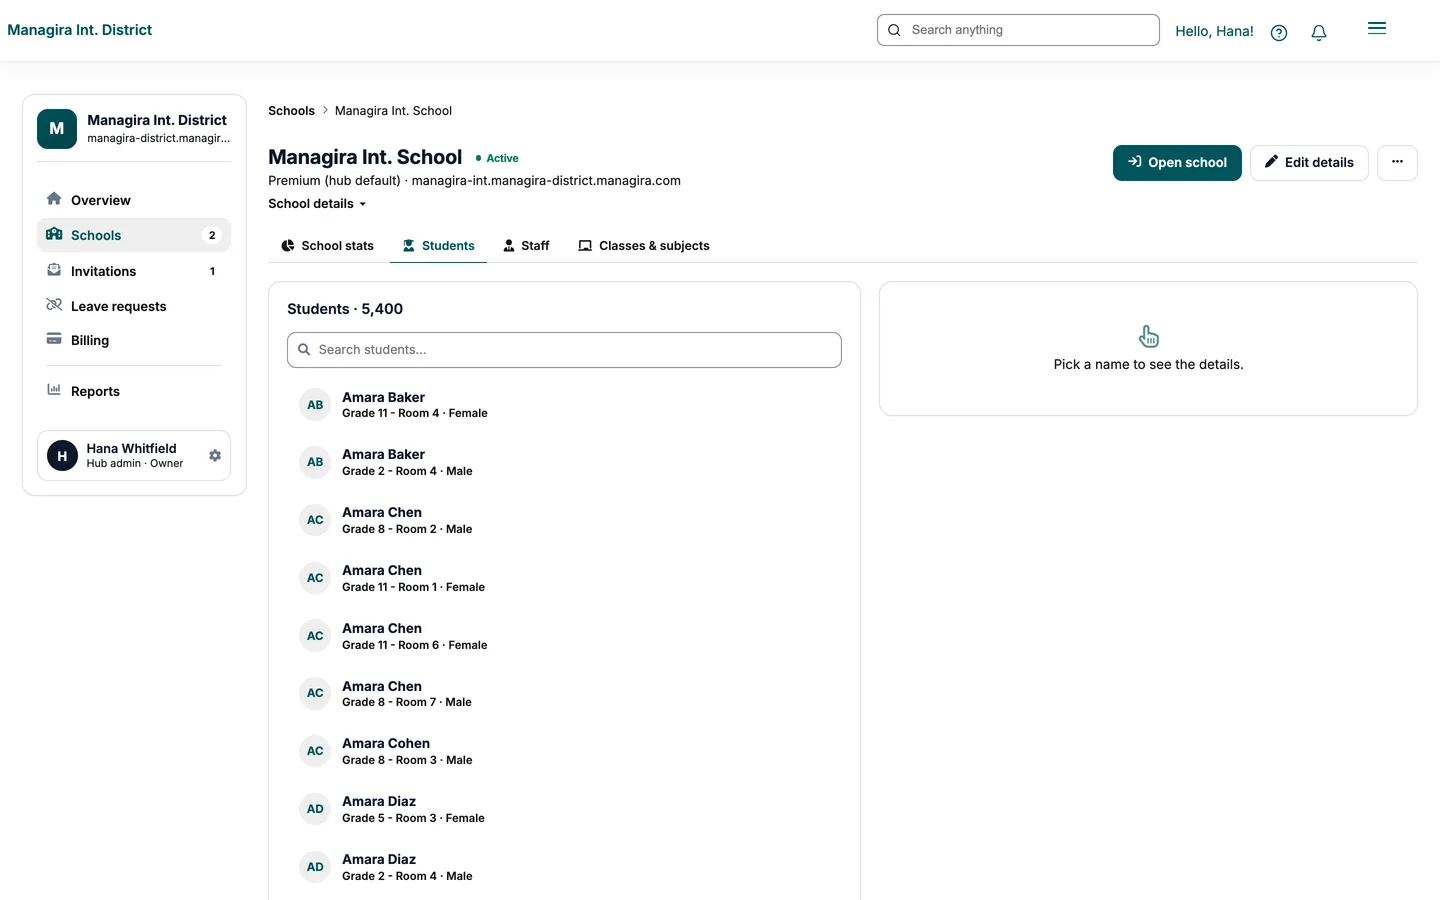 Managira Int. District
Search anything
Hello, Hana!
M
Managira Int. District
managira-district.managir...
Overview
Schools
2
Invitations
1
Leave requests
Billing
Reports
H
Hana Whitfield
Hub admin · Owner
Schools
Managira Int. School
Managira Int. School
Active
Premium (hub default) · managira-int.managira-district.managira.com
School details
Open school
Edit details
School stats
Students
Staff
Classes & subjects
Students · 5,400
Search students...
AB
Amara Baker
Grade 11 - Room 4 · Female
AB
Amara Baker
Grade 2 - Room 4 · Male
AC
Amara Chen
Grade 8 - Room 2 · Male
AC
Amara Chen
Grade 11 - Room 1 · Female
AC
Amara Chen
Grade 11 - Room 6 · Female
AC
Amara Chen
Grade 8 - Room 7 · Male
AC
Amara Cohen
Grade 8 - Room 3 · Male
AD
Amara Diaz
Grade 5 - Room 3 · Female
AD
Amara Diaz
Grade 2 - Room 4 · Male
Pick a name to see the details.